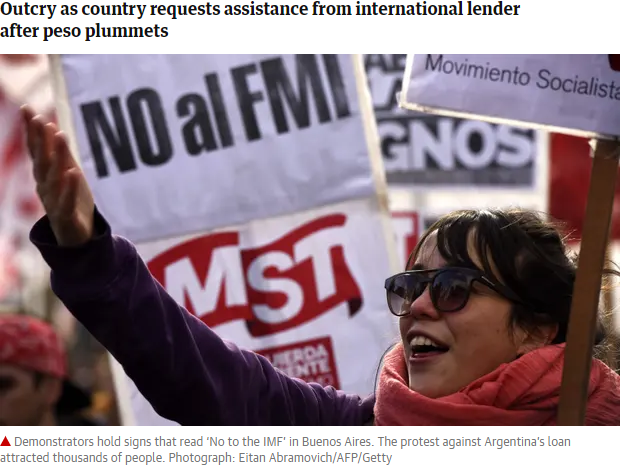 Outcry as country requests assistance from international lender
after peso plummets
NO al FMI
Movimiento Socialista
GNOS
MST
▲ Demonstrators hold signs that read ‘No to the IMF’ in Buenos Aires. The protest against Argentina’s loan
attracted thousands of people. Photograph: Eitan Abramovich/AFP/Getty